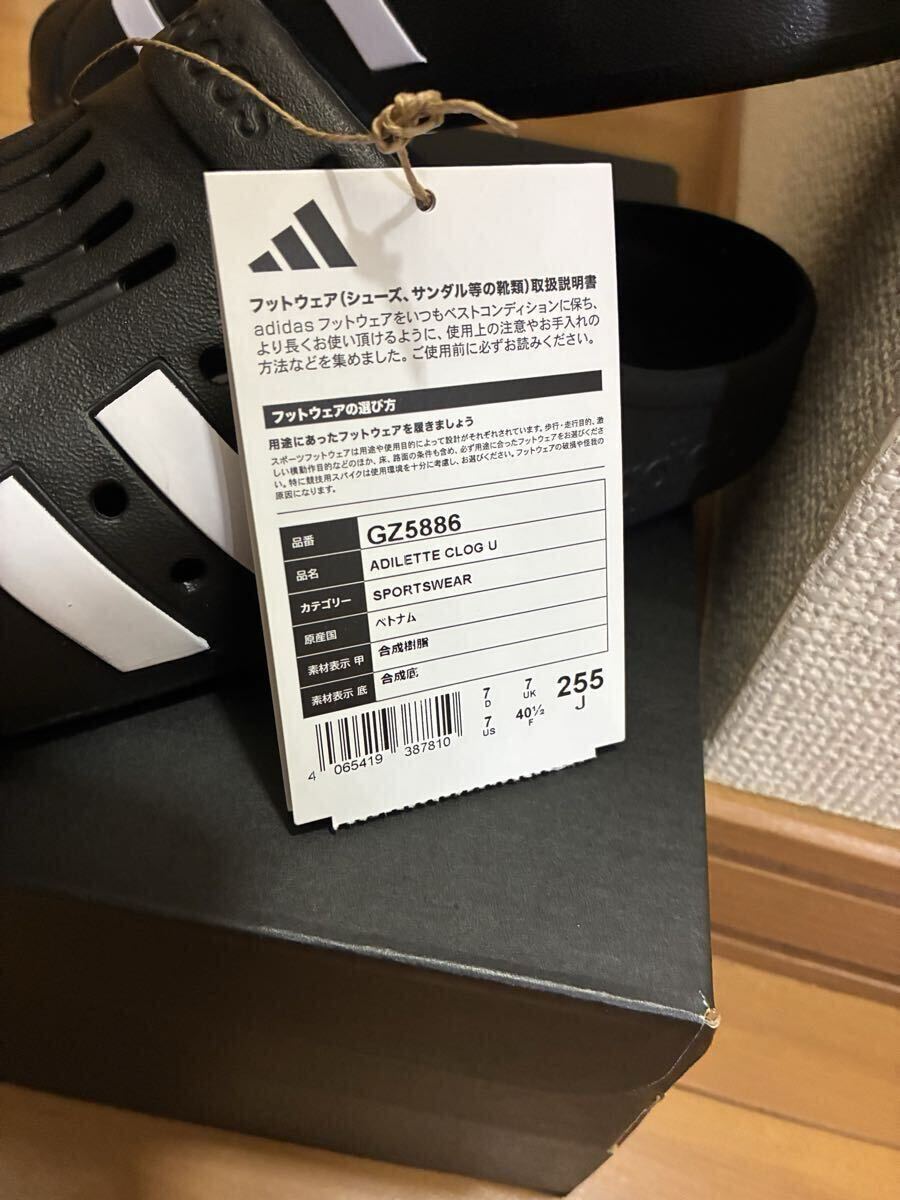 フットウェア(シューズ、サンダル等の靴類)取扱説明書
adidas フットウェアをいつもベストコンディションに保ち、
より長くお使い頂けるように、使用上の注意やお手入れの
方法などを集めました。ご使用前に必ずお読みください。
フットウェアの選び方
用途にあったフットウェアを履きましょう
スポーツフットウェアは用途や使用目的によって設計がそれぞれされています。歩行・走行目的、激
しい横動作目的などのほか、床、路面の条件も含め、必ず用途に合ったフットウェアをお選びくださ
い。特に競技用スパイクは使用環境を十分に考慮し、お選びください。フットウェアの破損や怪我の
原因になります。
品番 GZ5886
品名 ADILETTE CLOG U
カテゴリー SPORTSWEAR
原産国 ベトナム
素材表示 甲 合成樹脂
素材表示 底 合成底
7 D 7 UK 255 J
7 US 40½ F
4 065419 387810